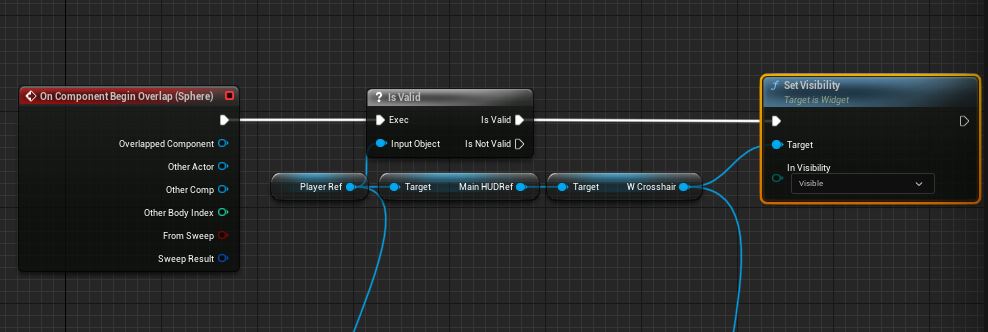 On Component Begin Overlap (Sphere)
Overlapped Component
Other Actor
Other Comp
Other Body Index
From Sweep
Sweep Result
? Is Valid
Exec
Is Valid
Input Object
Is Not Valid
Player Ref
Target
Main HUDRef
Target
W Crosshair
f Set Visibility
Target is Widget
Target
In Visibility
Visible